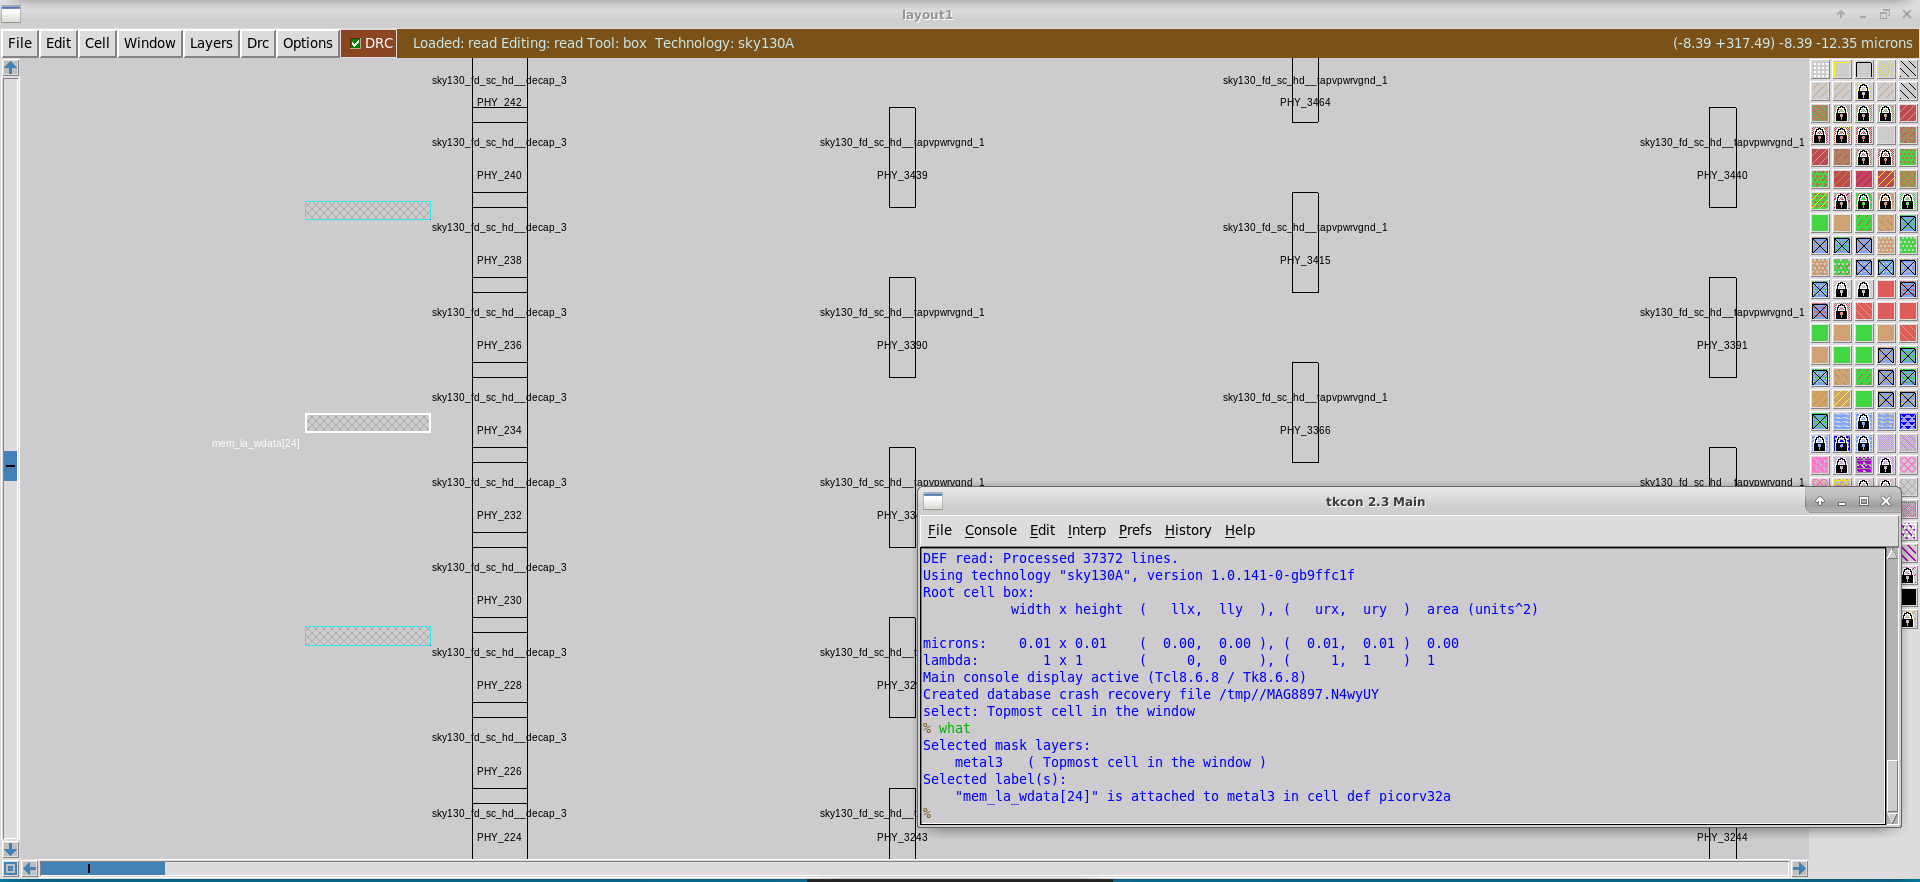 layout1
File Edit Cell Window Layers Drc Options DRC Loaded: read Editing: read Tool: box Technology: sky130A (-8.39 +317.49) -8.39 -12.35 microns
sky130_fd_sc_hd__decap_3 sky130_fd_sc_hd__tapvpwrvgnd_1
PHY_242 PHY_3464
sky130_fd_sc_hd__decap_3 sky130_fd_sc_hd__tapvpwrvgnd_1 sky130_fd_sc_hd__tapvpwrvgnd_1
PHY_240 PHY_3439 PHY_3440
sky130_fd_sc_hd__decap_3 sky130_fd_sc_hd__tapvpwrvgnd_1
PHY_238 PHY_3415
sky130_fd_sc_hd__decap_3 sky130_fd_sc_hd__tapvpwrvgnd_1 sky130_fd_sc_hd__tapvpwrvgnd_1
PHY_236 PHY_3390 PHY_3391
sky130_fd_sc_hd__decap_3 sky130_fd_sc_hd__tapvpwrvgnd_1
PHY_234 PHY_3366
mem_la_wdata[24]
sky130_fd_sc_hd__decap_3 sky130_fd_sc_hd__tapvpwrvgnd_1 sky130_fd_sc_hd__tapvpwrvgnd_1
PHY_232 PHY_33
sky130_fd_sc_hd__decap_3
PHY_230
sky130_fd_sc_hd__decap_3 sky130_fd_sc_hd__
PHY_228 PHY_32
sky130_fd_sc_hd__decap_3
PHY_226
sky130_fd_sc_hd__decap_3 sky130_fd_sc_hd__
PHY_224 PHY_3243 PHY_3244
tkcon 2.3 Main
File Console Edit Interp Prefs History Help
DEF read: Processed 37372 lines.
Using technology "sky130A", version 1.0.141-0-gb9ffc1f
Root cell box:
width x height ( llx, lly ), ( urx, ury ) area (units^2)
microns: 0.01 x 0.01 ( 0.00, 0.00 ), ( 0.01, 0.01 ) 0.00
lambda: 1 x 1 ( 0, 0 ), ( 1, 1 ) 1
Main console display active (Tcl8.6.8 / Tk8.6.8)
Created database crash recovery file /tmp//MAG8897.N4wyUY
select: Topmost cell in the window
% what
Selected mask layers:
metal3 ( Topmost cell in the window )
Selected label(s):
"mem_la_wdata[24]" is attached to metal3 in cell def picorv32a
%